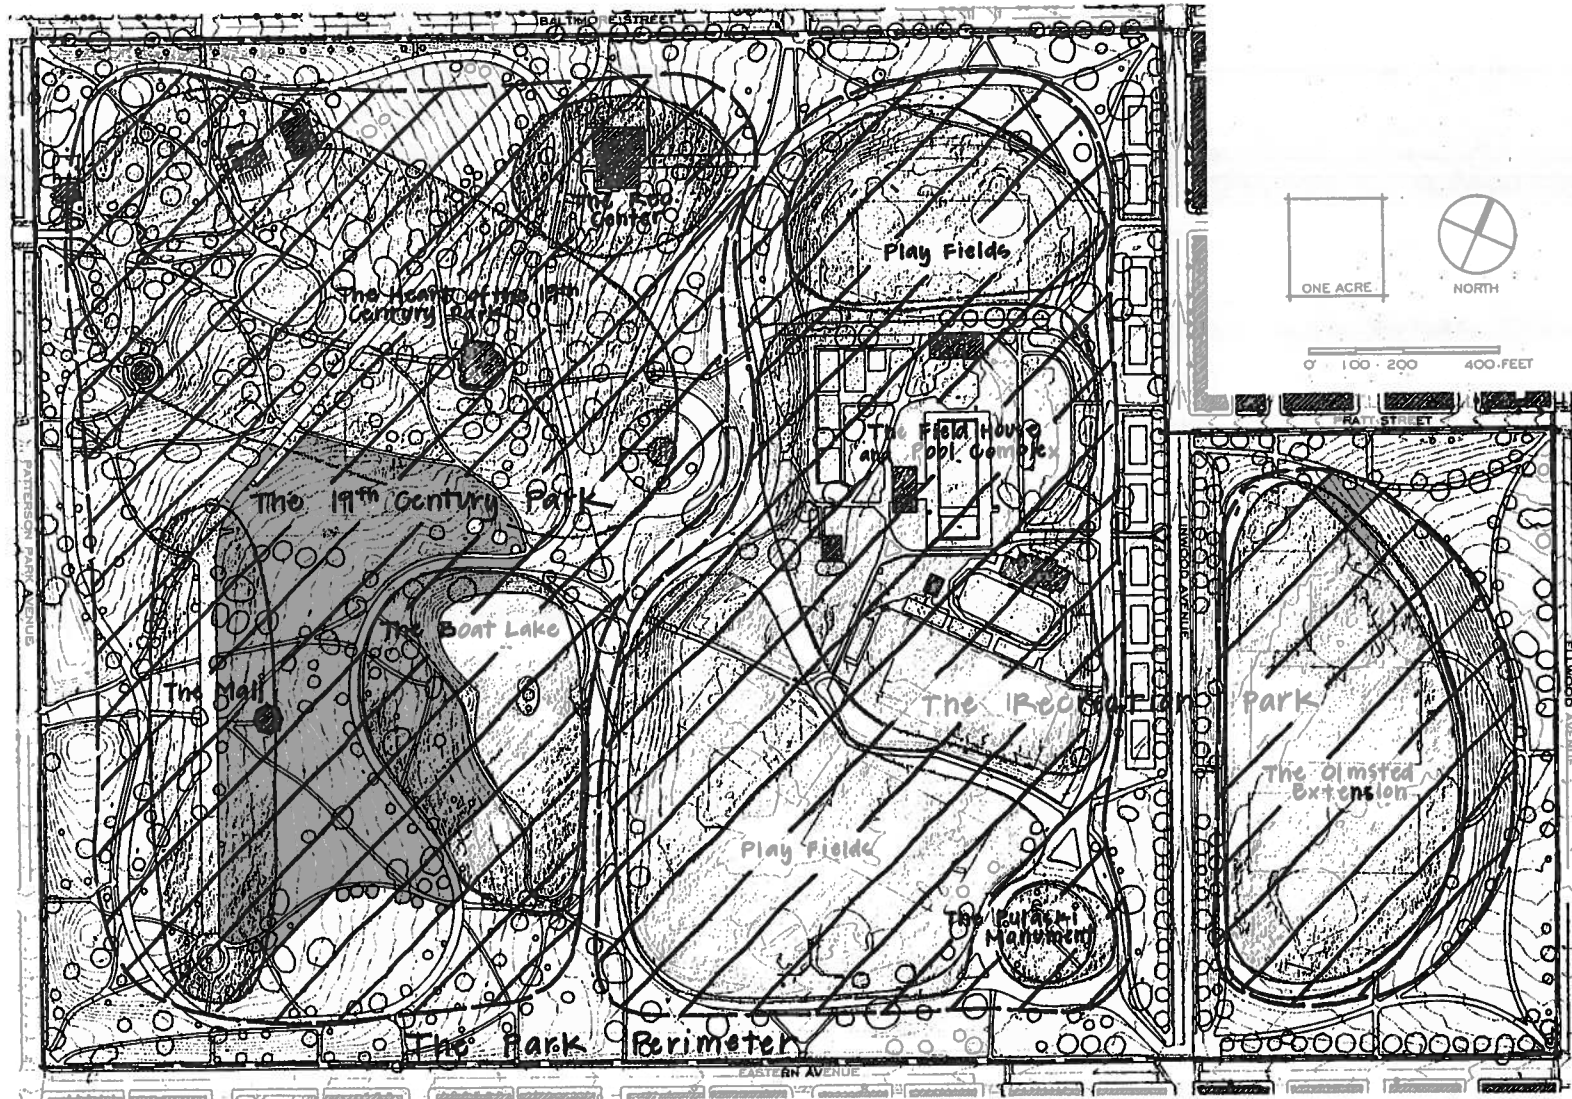 BALTIMORE STREET
The Rec.
Center
Play Fields
ONE ACRE
NORTH
The Heart of the 19th
Century Park
0 100 200 400 FEET
PRATT STREET
The Field House
and Pool Complex
The 19th Century Park
PATTERSON PARK AVENUE
LINWOOD AVENUE
The Boat Lake
ELLWOOD AVENUE
The Mall
The Recreation Park
The Olmsted
Extension
Play Fields
The Pulaski
Manument
The Park Perimeter
EASTERN AVENUE
RN AVENUE